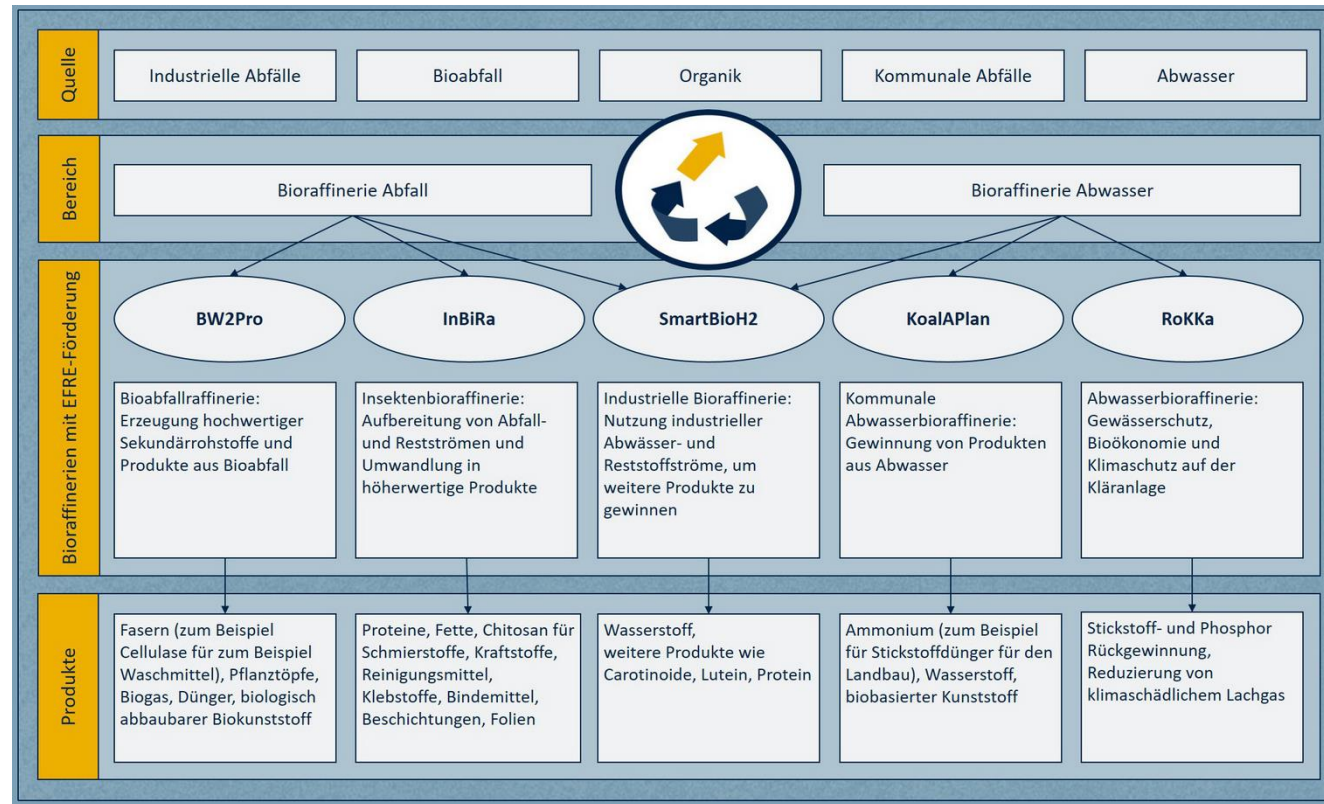 Quelle
Industrielle Abfälle
Bioabfall
Organik
Kommunale Abfälle
Abwasser
Bereich
Bioraffinerie Abfall
Bioraffinerie Abwasser
Bioraffinerien mit EFRE-Förderung
BW2Pro
InBiRa
SmartBioH2
KoalAPlan
RoKKa
Bioabfallraffinerie:
Erzeugung hochwertiger
Sekundärrohstoffe und
Produkte aus Bioabfall
Insektenbioraffinerie:
Aufbereitung von Abfall-
und Restströmen und
Umwandlung in
höherwertige Produkte
Industrielle Bioraffinerie:
Nutzung industrieller
Abwässer- und
Reststoffströme, um
weitere Produkte zu
gewinnen
Kommunale
Abwasserbioraffinerie:
Gewinnung von Produkten
aus Abwasser
Abwasserbioraffinerie:
Gewässerschutz,
Bioökonomie und
Klimaschutz auf der
Kläranlage
Produkte
Fasern (zum Beispiel
Cellulase für zum Beispiel
Waschmittel), Pflanztöpfe,
Biogas, Dünger, biologisch
abbaubarer Biokunststoff
Proteine, Fette, Chitosan für
Schmierstoffe, Kraftstoffe,
Reinigungsmittel,
Klebstoffe, Bindemittel,
Beschichtungen, Folien
Wasserstoff,
weitere Produkte wie
Carotinoide, Lutein, Protein
Ammonium (zum Beispiel
für Stickstoffdünger für den
Landbau), Wasserstoff,
biobasierter Kunststoff
Stickstoff- und Phosphor
Rückgewinnung,
Reduzierung von
klimaschädlichem Lachgas